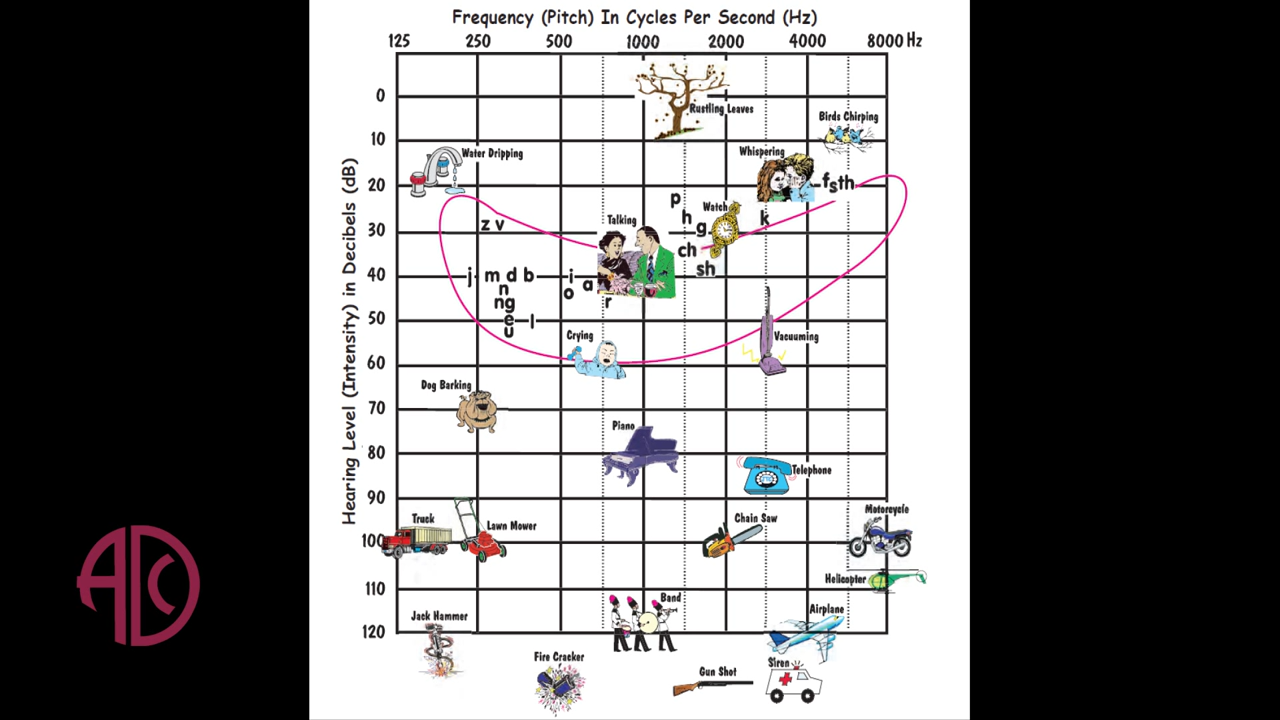 Frequency (Pitch) In Cycles Per Second (Hz)
125 250 500 1000 2000 4000 8000 Hz
Hearing Level (Intensity) in Decibels (dB)
0
Rustling Leaves
Birds Chirping
10
Water Dripping
Whispering
20
f s th
p
Watch
h
k
Talking
z v
g
30
ch
sh
40
j m d b i
a
n
o
ng
r
50
e l
u
Crying
Vacuuming
60
Dog Barking
70
Piano
80
Telephone
90
Motorcycle
Truck
Lawn Mower
Chain Saw
100
Helicopter
110
Band
Airplane
Jack Hammer
120
Fire Cracker
Siren
Gun Shot
ADC